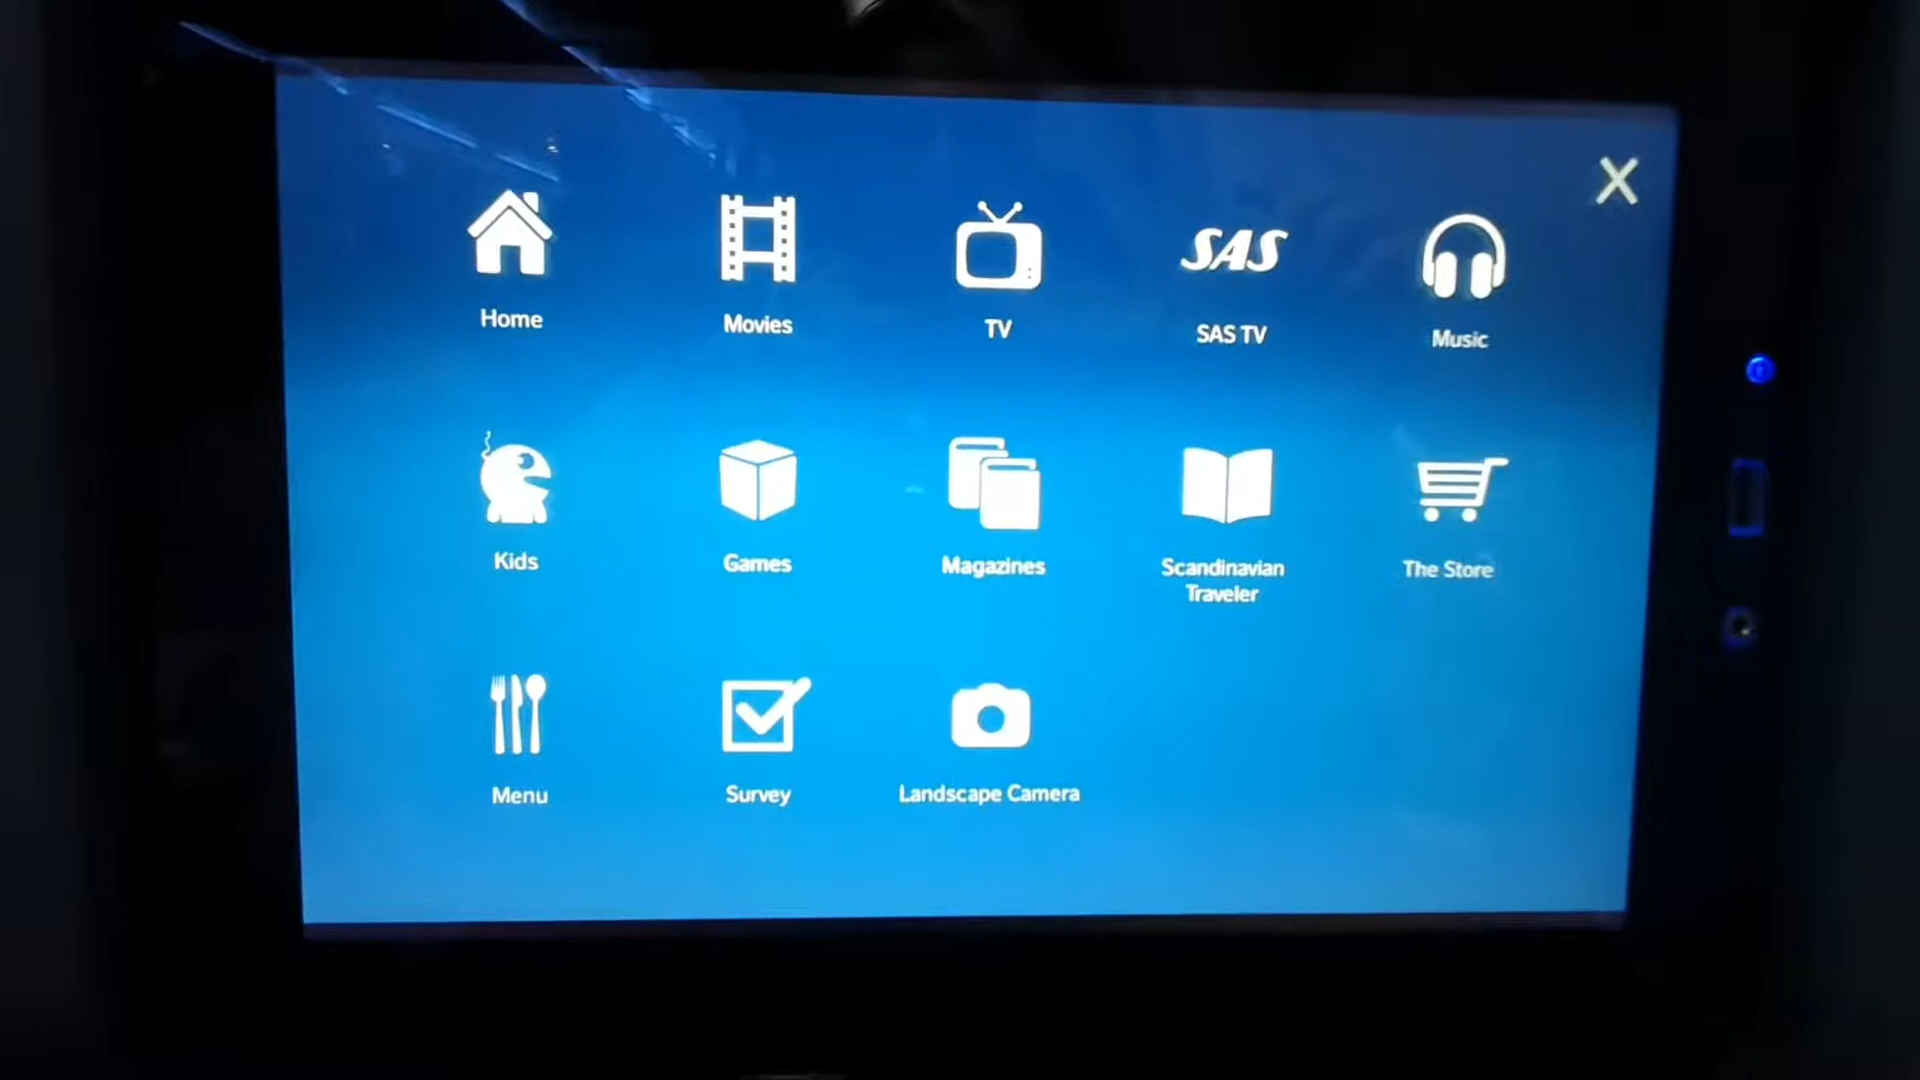 SAS
Home
Movies
TV
SAS TV
Music
Kids
Games
Magazines
Scandinavian
Traveler
The Store
Menu
Survey
Landscape Camera